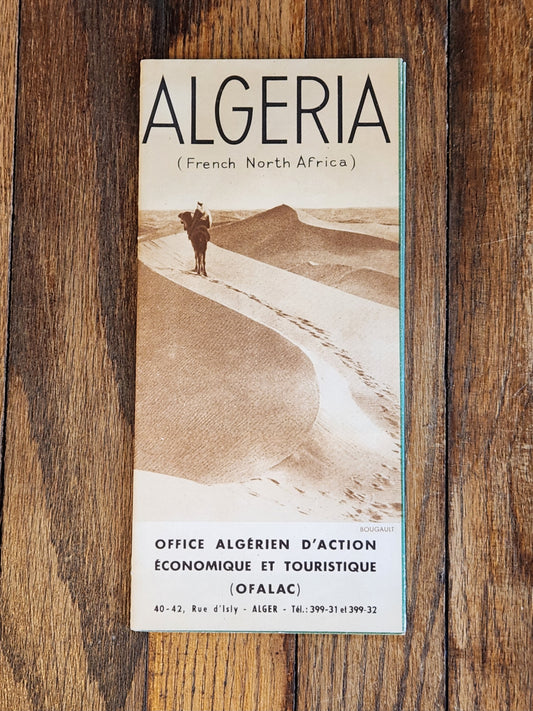 ALGERIA
(French North Africa)
BOUGAULT
OFFICE ALGÉRIEN D'ACTION
ÉCONOMIQUE ET TOURISTIQUE
(OFALAC)
40-42, Rue d'Isly - ALGER - Tél.: 399-31 et 399-32